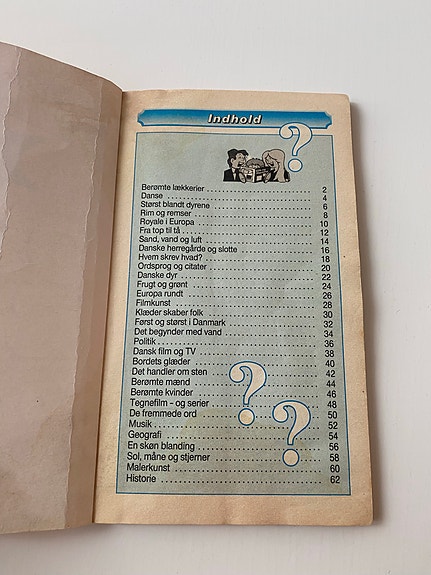 Indhold
Berømte lækkerier 2
Danse 4
Størst blandt dyrene 6
Rim og remser 8
Royale i Europa 10
Fra top til tå 12
Sand, vand og luft 14
Danske herregårde og slotte 16
Hvem skrev hvad? 18
Ordsprog og citater 20
Danske dyr 22
Frugt og grønt 24
Europa rundt 26
Filmkunst 28
Klæder skaber folk 30
Først og størst i Danmark 32
Det begynder med vand 34
Politik 36
Dansk film og TV 38
Bordets glæder 40
Det handler om sten 42
Berømte mænd 44
Berømte kvinder 46
Tegnefilm - og serier 48
De fremmede ord 50
Musik 52
Geografi 54
En skøn blanding 56
Sol, måne og stjerner 58
Malerkunst 60
Historie 62